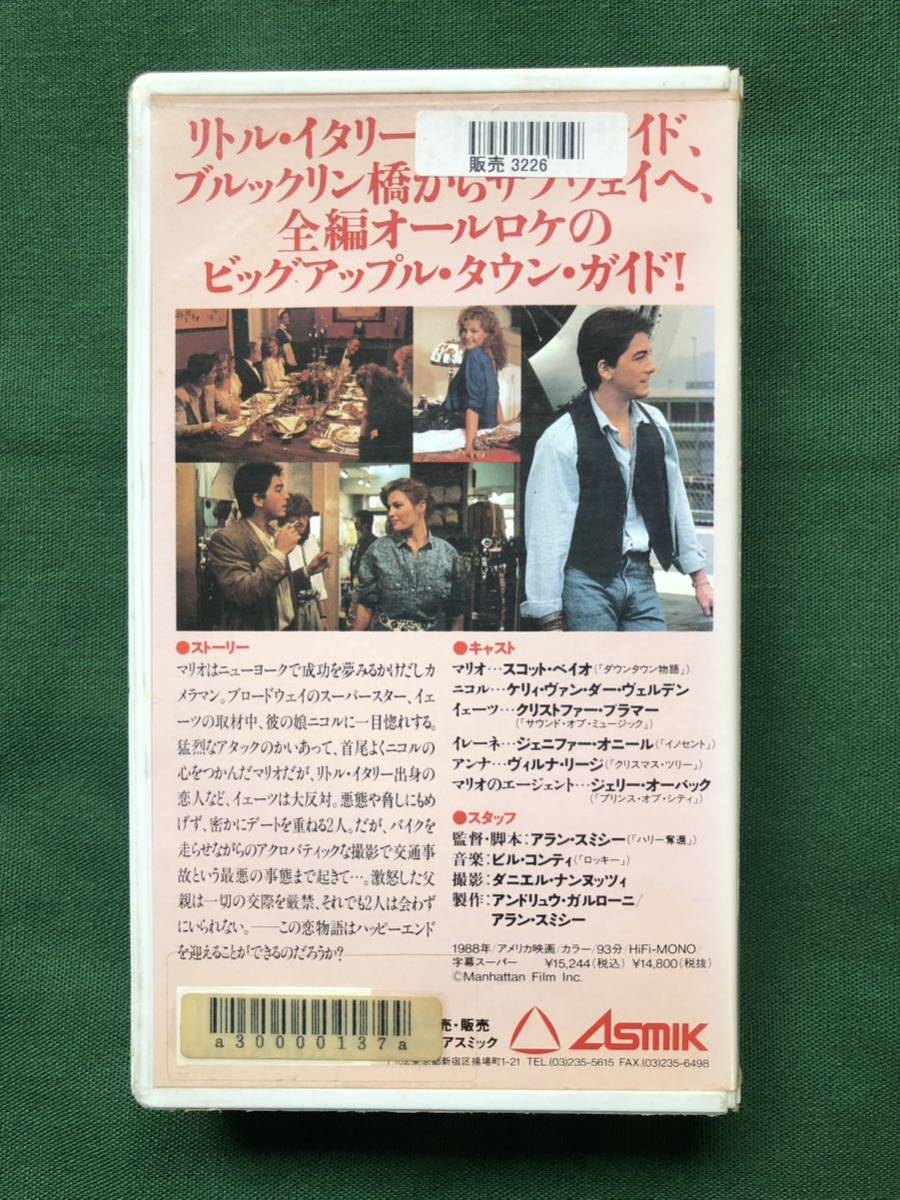 リトル・イタリー イド、
販売 3226
ブルックリン橋からサブウェイへ、
全編オールロケの
ビッグアップル・タウン・ガイド!
●ストーリー
マリオはニューヨークで成功を夢みるかけだしカ
メラマン。ブロードウェイのスーパースター、イェ
ーツの取材中、彼の娘ニコルに一目惚れする。
猛烈なアタックのかいあって、首尾よくニコルの
心をつかんだマリオだが、リトル・イタリー出身の
恋人など、イェーツは大反対。悪態や脅しにもめ
げず、密かにデートを重ねる2人。だが、バイクを
走らせながらのアクロバティックな撮影で交通事
故という最悪の事態まで起きて…。激怒した父
親は一切の交際を厳禁、それでも2人は会わず
にいられない。——この恋物語はハッピーエンド
を迎えることができるのだろうか?
●キャスト
マリオ…スコット・ベイオ(「ダウンタウン物語」)
ニコル…ケリィ・ヴァン・ダー・ヴェルデン
イェーツ…クリストファー・プラマー
(「サウンド・オブ・ミュージック」)
イレーネ…ジェニファー・オニール(「イノセント」)
アンナ…ヴィルナ・リージ(「クリスマス・ツリー」)
マリオのエージェント…ジェリー・オーバック
(「プリンス・オブ・シティ」)
●スタッフ
監督・脚本:アラン・スミシー(「ハリー奪還」)
音楽:ビル・コンティ(「ロッキー」)
撮影:ダニエル・ナンヌッツィ
製作:アンドリュウ・ガルローニ/
アラン・スミシー
1988年/アメリカ映画/カラー/93分/HiFi-MONO/
字幕スーパー ¥15,244(税込) ¥14,800(税抜)
©Manhattan Film Inc.
a30000137a
売・販売
アスミック
ASMIK
東京都新宿区揚場町1-21 TEL.(03)235-5615 FAX.(03)235-6498